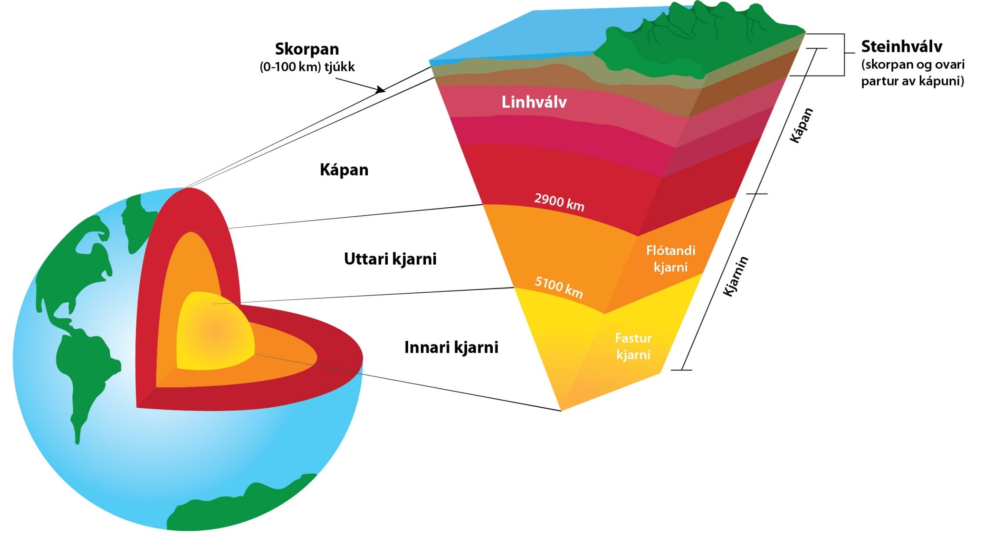 Skorpan
(0-100 km) tjúkk
Steinhválv
(skorpan og ovari
partur av kápuni)
Linhválv
Kápan
Kápan
2900 km
Flótandi
kjarni
Uttari kjarni
5100 km
Kjarnin
Innari kjarni
Fastur
kjarni